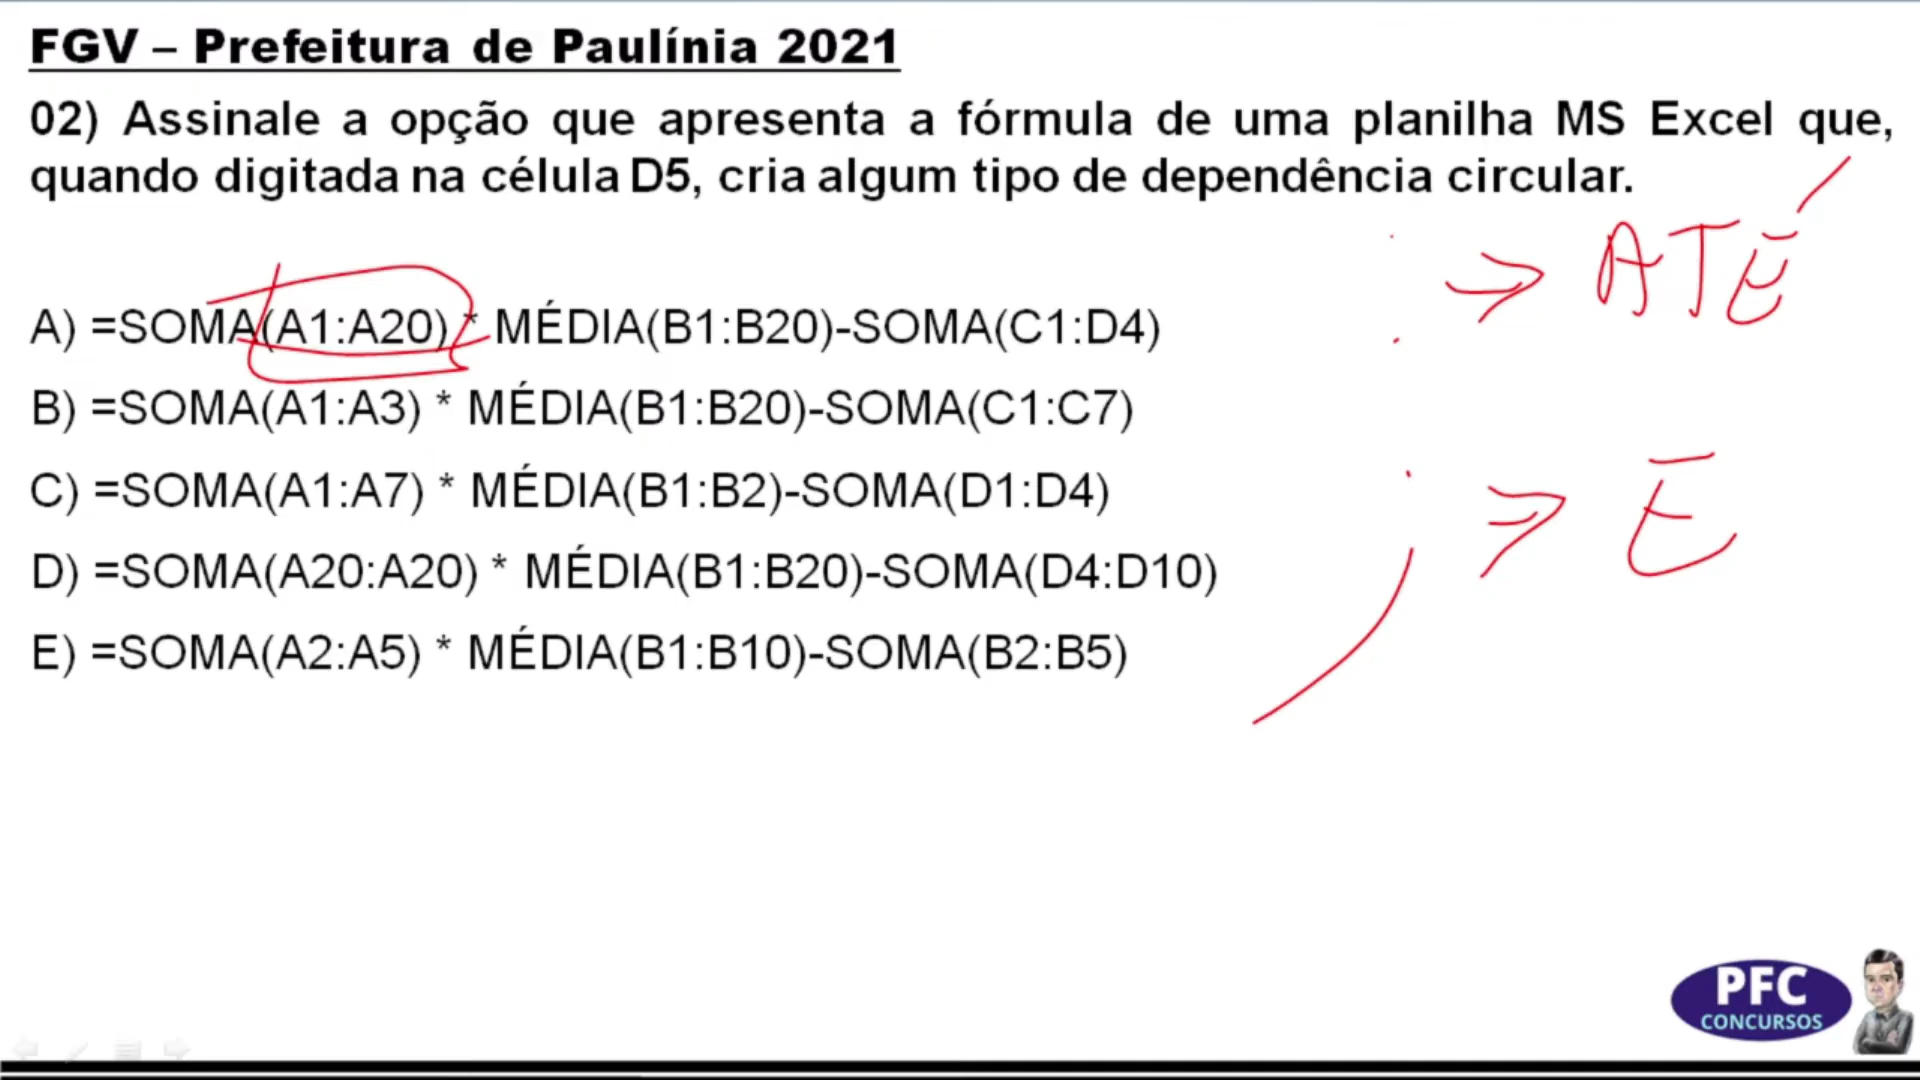 FGV – Prefeitura de Paulínia 2021
02) Assinale a opção que apresenta a fórmula de uma planilha MS Excel que,
quando digitada na célula D5, cria algum tipo de dependência circular.
: → ATÉ
A) =SOMA(A1:A20) * MÉDIA(B1:B20)-SOMA(C1:D4)
B) =SOMA(A1:A3) * MÉDIA(B1:B20)-SOMA(C1:C7)
C) =SOMA(A1:A7) * MÉDIA(B1:B2)-SOMA(D1:D4)
; → E
D) =SOMA(A20:A20) * MÉDIA(B1:B20)-SOMA(D4:D10)
E) =SOMA(A2:A5) * MÉDIA(B1:B10)-SOMA(B2:B5)
PFC
CONCURSOS